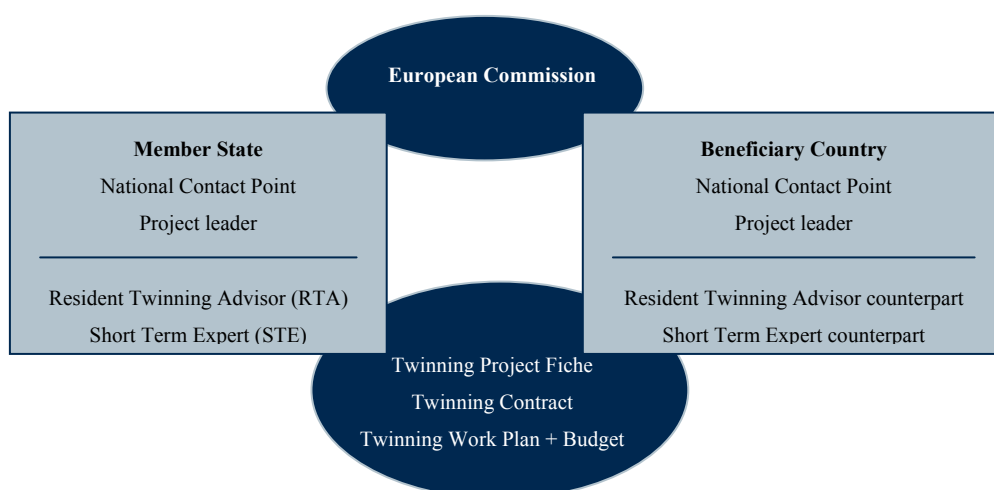 European Commission
Member State
National Contact Point
Project leader
Resident Twinning Advisor (RTA)
Short Term Expert (STE)
Beneficiary Country
National Contact Point
Project leader
Resident Twinning Advisor counterpart
Short Term Expert counterpart
Twinning Project Fiche
Twinning Contract
Twinning Work Plan + Budget